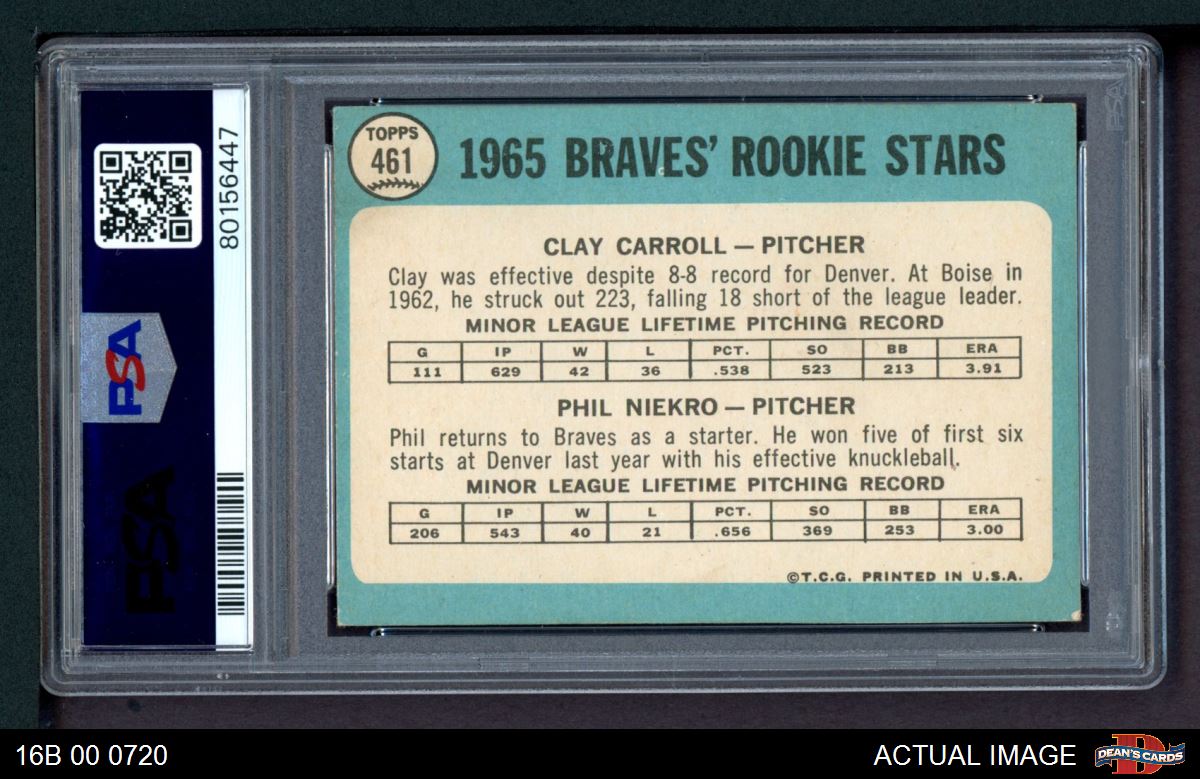 80156447
PSA
PSA
TOPPS
461
1965 BRAVES' ROOKIE STARS
CLAY CARROLL — PITCHER
Clay was effective despite 8-8 record for Denver. At Boise in
1962, he struck out 223, falling 18 short of the league leader.
MINOR LEAGUE LIFETIME PITCHING RECORD
G IP W L PCT. SO BB ERA
111 629 42 36 .538 523 213 3.91
PHIL NIEKRO — PITCHER
Phil returns to Braves as a starter. He won five of first six
starts at Denver last year with his effective knuckleball.
MINOR LEAGUE LIFETIME PITCHING RECORD
G IP W L PCT. SO BB ERA
206 543 40 21 .656 369 253 3.00
©T.C.G. PRINTED IN U.S.A.
16B 00 0720
ACTUAL IMAGE
DEAN'S CARDS